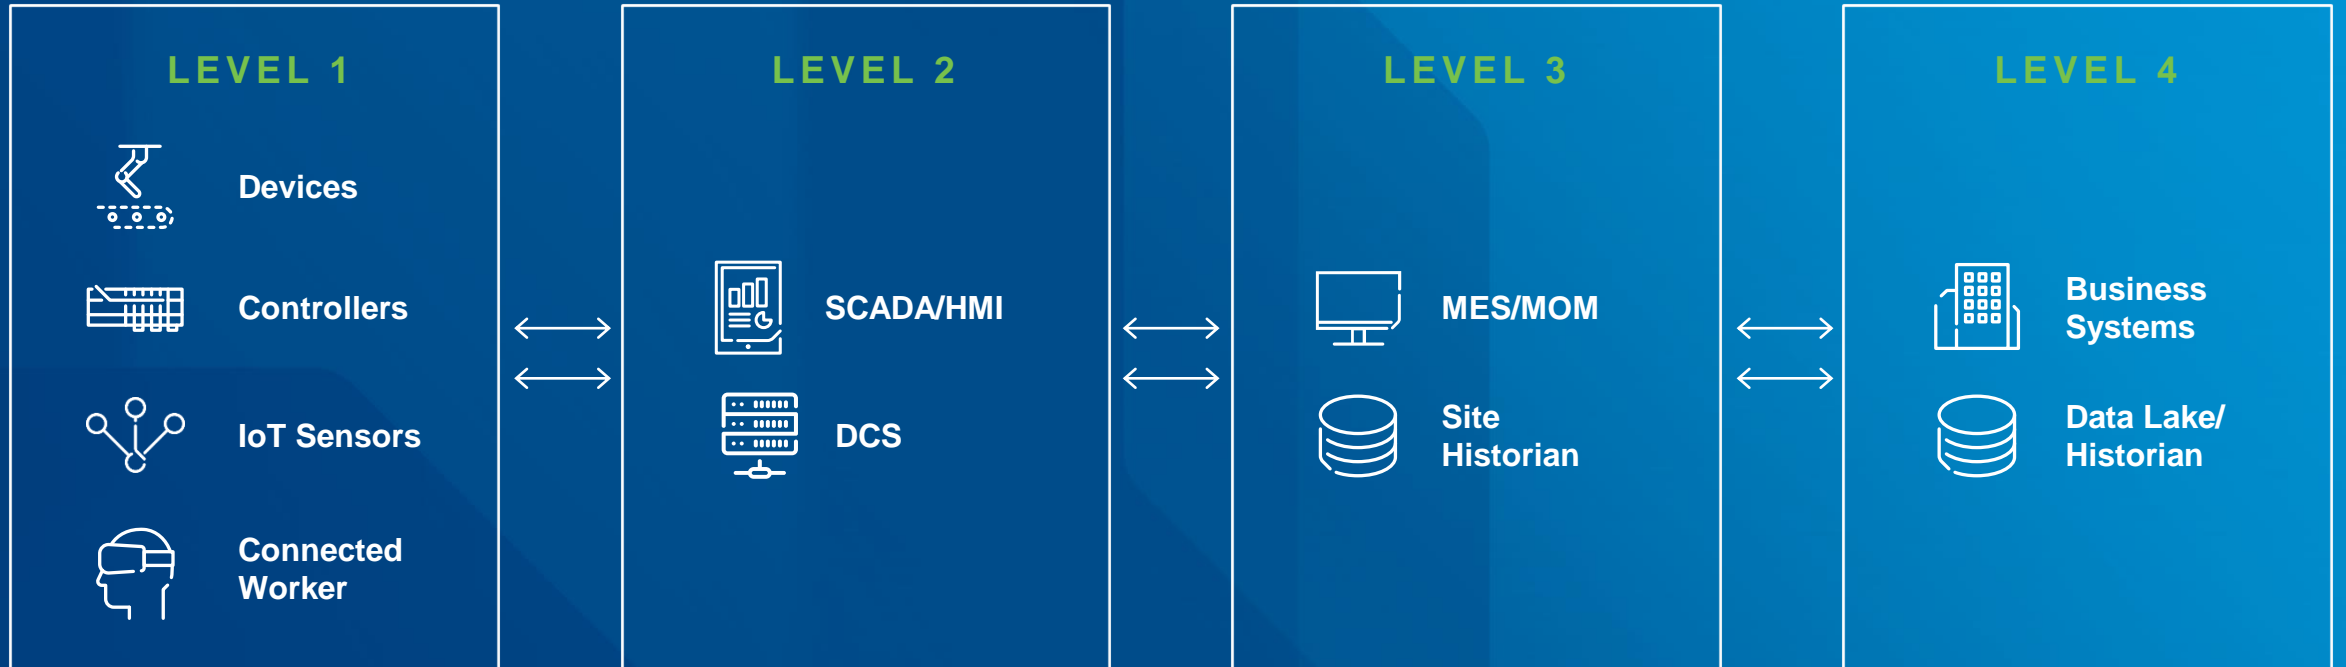 LEVEL 1
Devices
Controllers
IoT Sensors
Connected
Worker
LEVEL 2
SCADA/HMI
DCS
LEVEL 3
MES/MOM
Site
Historian
LEVEL 4
Business
Systems
Data Lake/
Historian